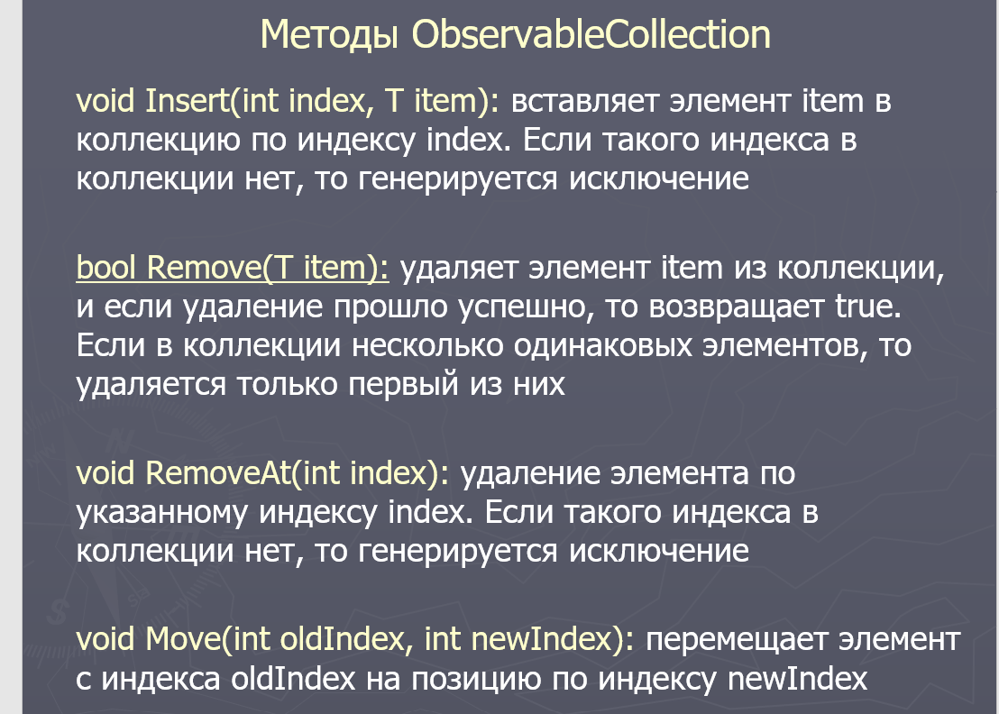 Методы ObservableCollection
void Insert(int index, T item): вставляет элемент item в
коллекцию по индексу index. Если такого индекса в
коллекции нет, то генерируется исключение
bool Remove(T item): удаляет элемент item из коллекции,
и если удаление прошло успешно, то возвращает true.
Если в коллекции несколько одинаковых элементов, то
удаляется только первый из них
void RemoveAt(int index): удаление элемента по
указанному индексу index. Если такого индекса в
коллекции нет, то генерируется исключение
void Move(int oldIndex, int newIndex): перемещает элемент
с индекса oldIndex на позицию по индексу newIndex
N
S